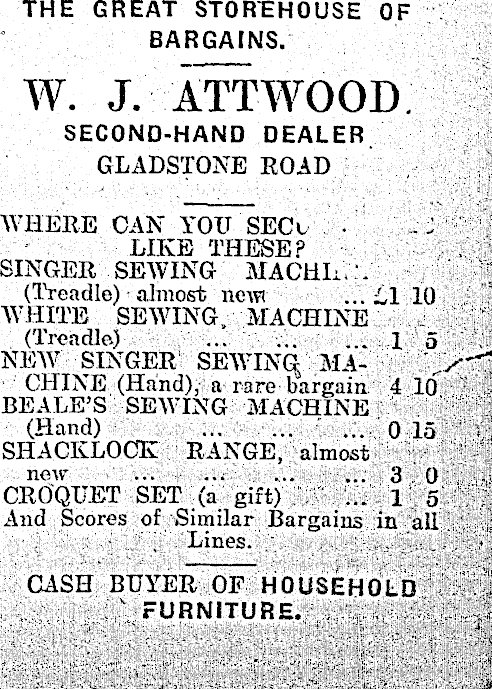 THE GREAT STOREHOUSE OF
BARGAINS.
W. J. ATTWOOD.
SECOND-HAND DEALER
GLADSTONE ROAD
WHERE CAN YOU
LIKE THESE?
SINGER SEWING
(Treadle) almost new ... £1 10
WHITE SEWING MACHINE
(Treadle) ... ... ... 1 5
NEW SINGER SEWING MA-
CHINE (Hand), a rare bargain 4 10
BEALE'S SEWING MACHINE
(Hand) ... ... ... 0 15
SHACKLOCK RANGE, almost
new ... ... ... ... 3 0
CROQUET SET (a gift) ... 1 5
And Scores of Similar Bargains in all
Lines.
CASH BUYER OF HOUSEHOLD
FURNITURE.